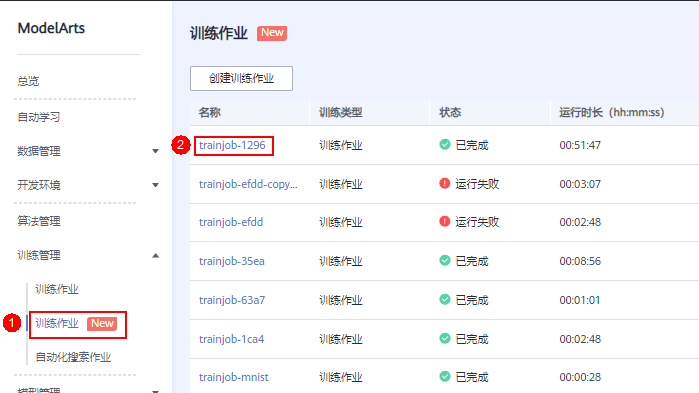 ModelArts
总览
自动学习
数据管理
开发环境
算法管理
训练管理
训练作业
1 训练作业 New
自动化搜索作业
模型管理
训练作业 New
创建训练作业
名称 训练类型 状态 运行时长（hh:mm:ss）
2 trainjob-1296 训练作业 已完成 00:51:47
trainjob-efdd-copy... 训练作业 运行失败 00:03:07
trainjob-efdd 训练作业 运行失败 00:02:48
trainjob-35ea 训练作业 已完成 00:08:56
trainjob-63a7 训练作业 已完成 00:01:01
trainjob-1ca4 训练作业 已完成 00:02:48
trainjob-mnist 训练作业 已完成 00:00:28